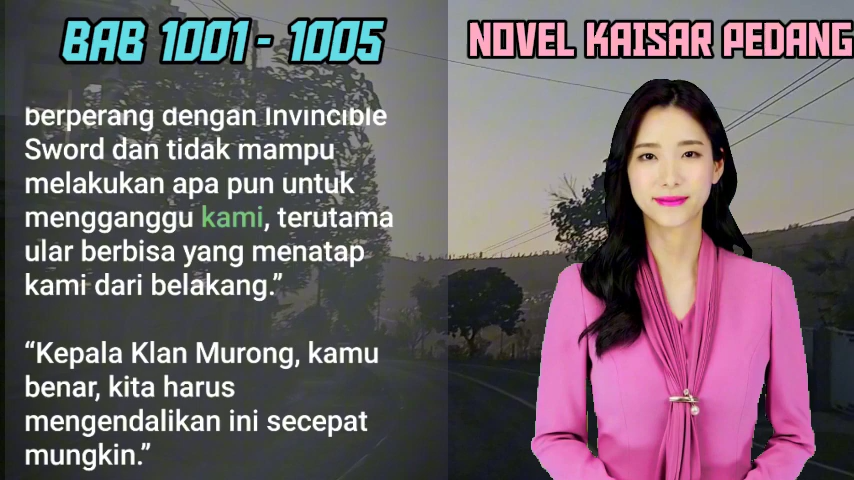 BAB 1001 - 1005
NOVEL KAISAR PEDANG
berperang dengan Invincible
Sword dan tidak mampu
melakukan apa pun untuk
mengganggu kami, terutama
ular berbisa yang menatap
kami dari belakang.”
“Kepala Klan Murong, kamu
benar, kita harus
mengendalikan ini secepat
mungkin.”